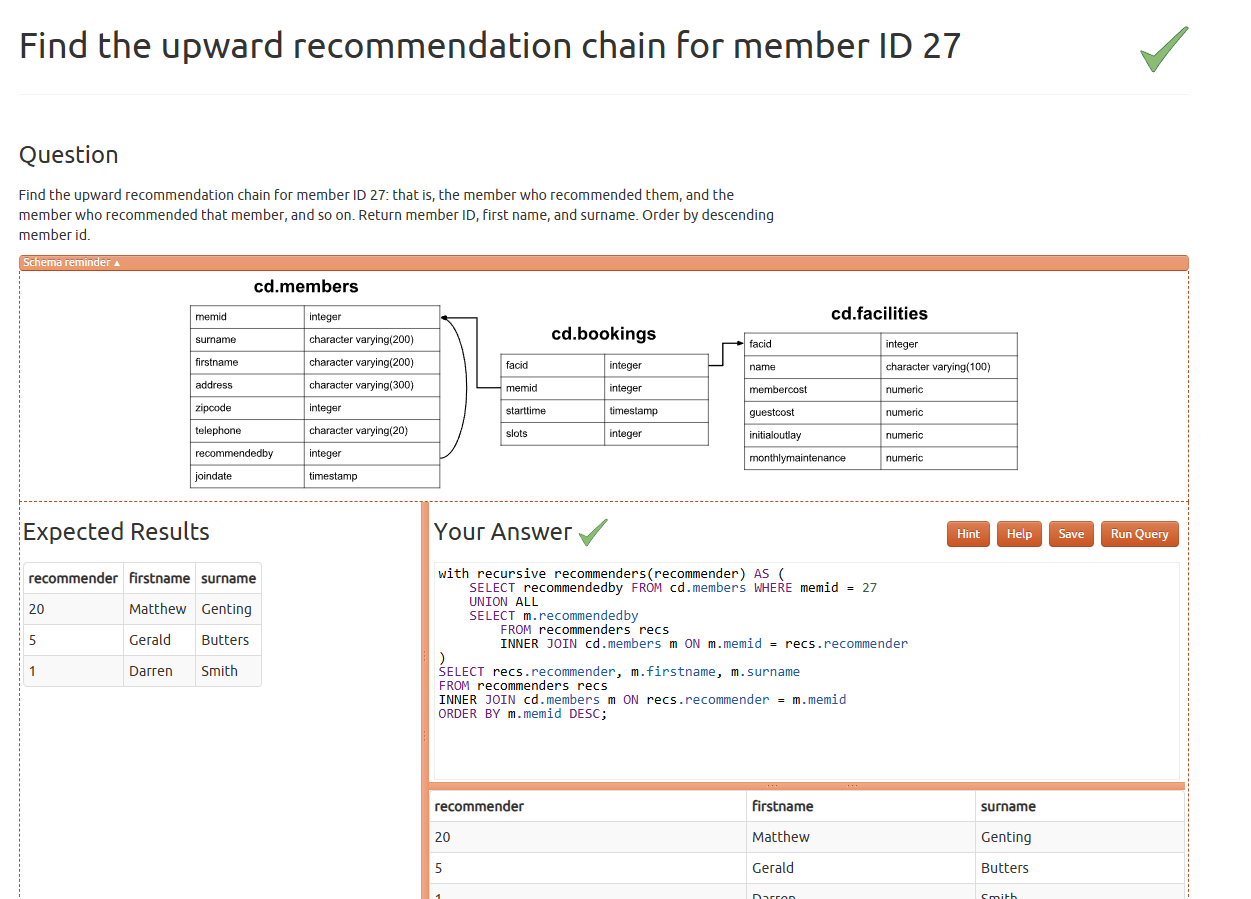 Find the upward recommendation chain for member ID 27
Question
Find the upward recommendation chain for member ID 27: that is, the member who recommended them, and the
member who recommended that member, and so on. Return member ID, first name, and surname. Order by descending
member id.
Schema reminder ▲
cd.members
memid integer
surname character varying(200)
firstname character varying(200)
address character varying(300)
zipcode integer
telephone character varying(20)
recommendedby integer
joindate timestamp
cd.bookings
facid integer
memid integer
starttime timestamp
slots integer
cd.facilities
facid integer
name character varying(100)
membercost numeric
guestcost numeric
initialoutlay numeric
monthlymaintenance numeric
Expected Results
recommender firstname surname
20 Matthew Genting
5 Gerald Butters
1 Darren Smith
Your Answer
Hint Help Save Run Query
with recursive recommenders(recommender) AS (
    SELECT recommendedby FROM cd.members WHERE memid = 27
    UNION ALL
    SELECT m.recommendedby
        FROM recommenders recs
        INNER JOIN cd.members m ON m.memid = recs.recommender
)
SELECT recs.recommender, m.firstname, m.surname
FROM recommenders recs
INNER JOIN cd.members m ON recs.recommender = m.memid
ORDER BY m.memid DESC;
recommender firstname surname
20 Matthew Genting
5 Gerald Butters
1 Darren Smith